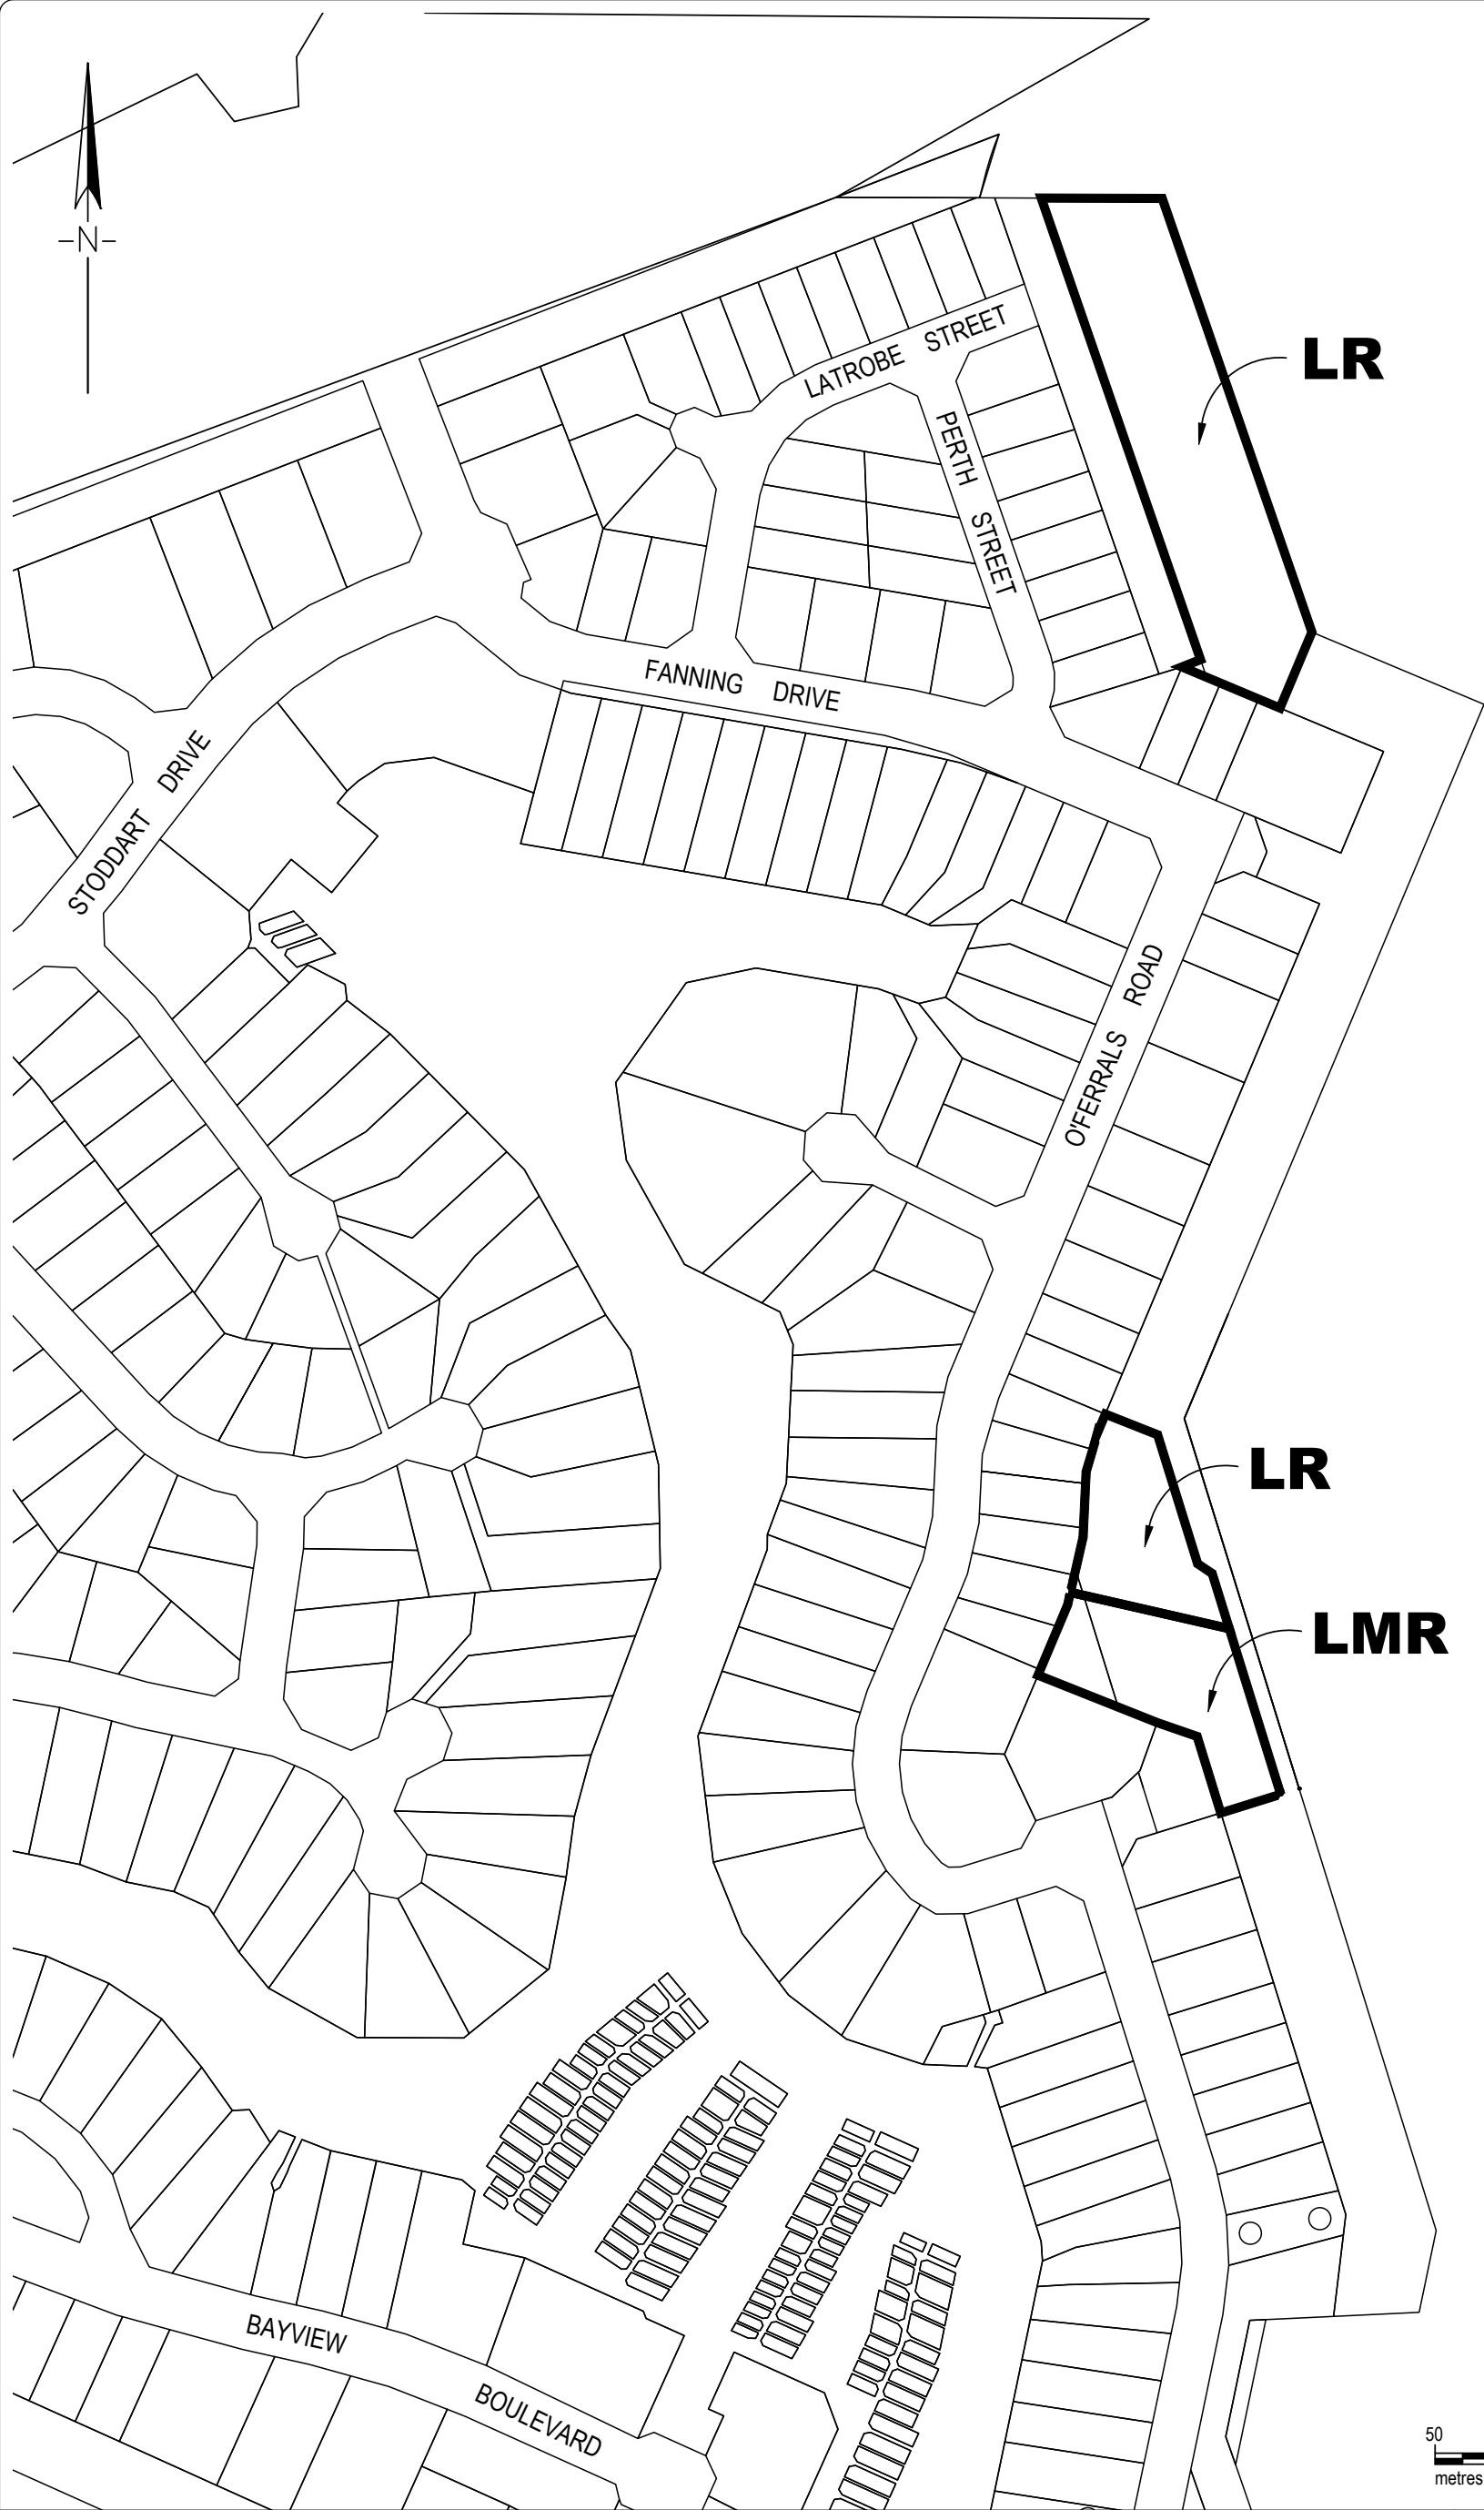 -N-
LR
LATROBE STREET
PERTH STREET
FANNING DRIVE
STODDART DRIVE
O'FERRALS ROAD
LR
LMR
BAYVIEW
BOULEVARD
50
metres